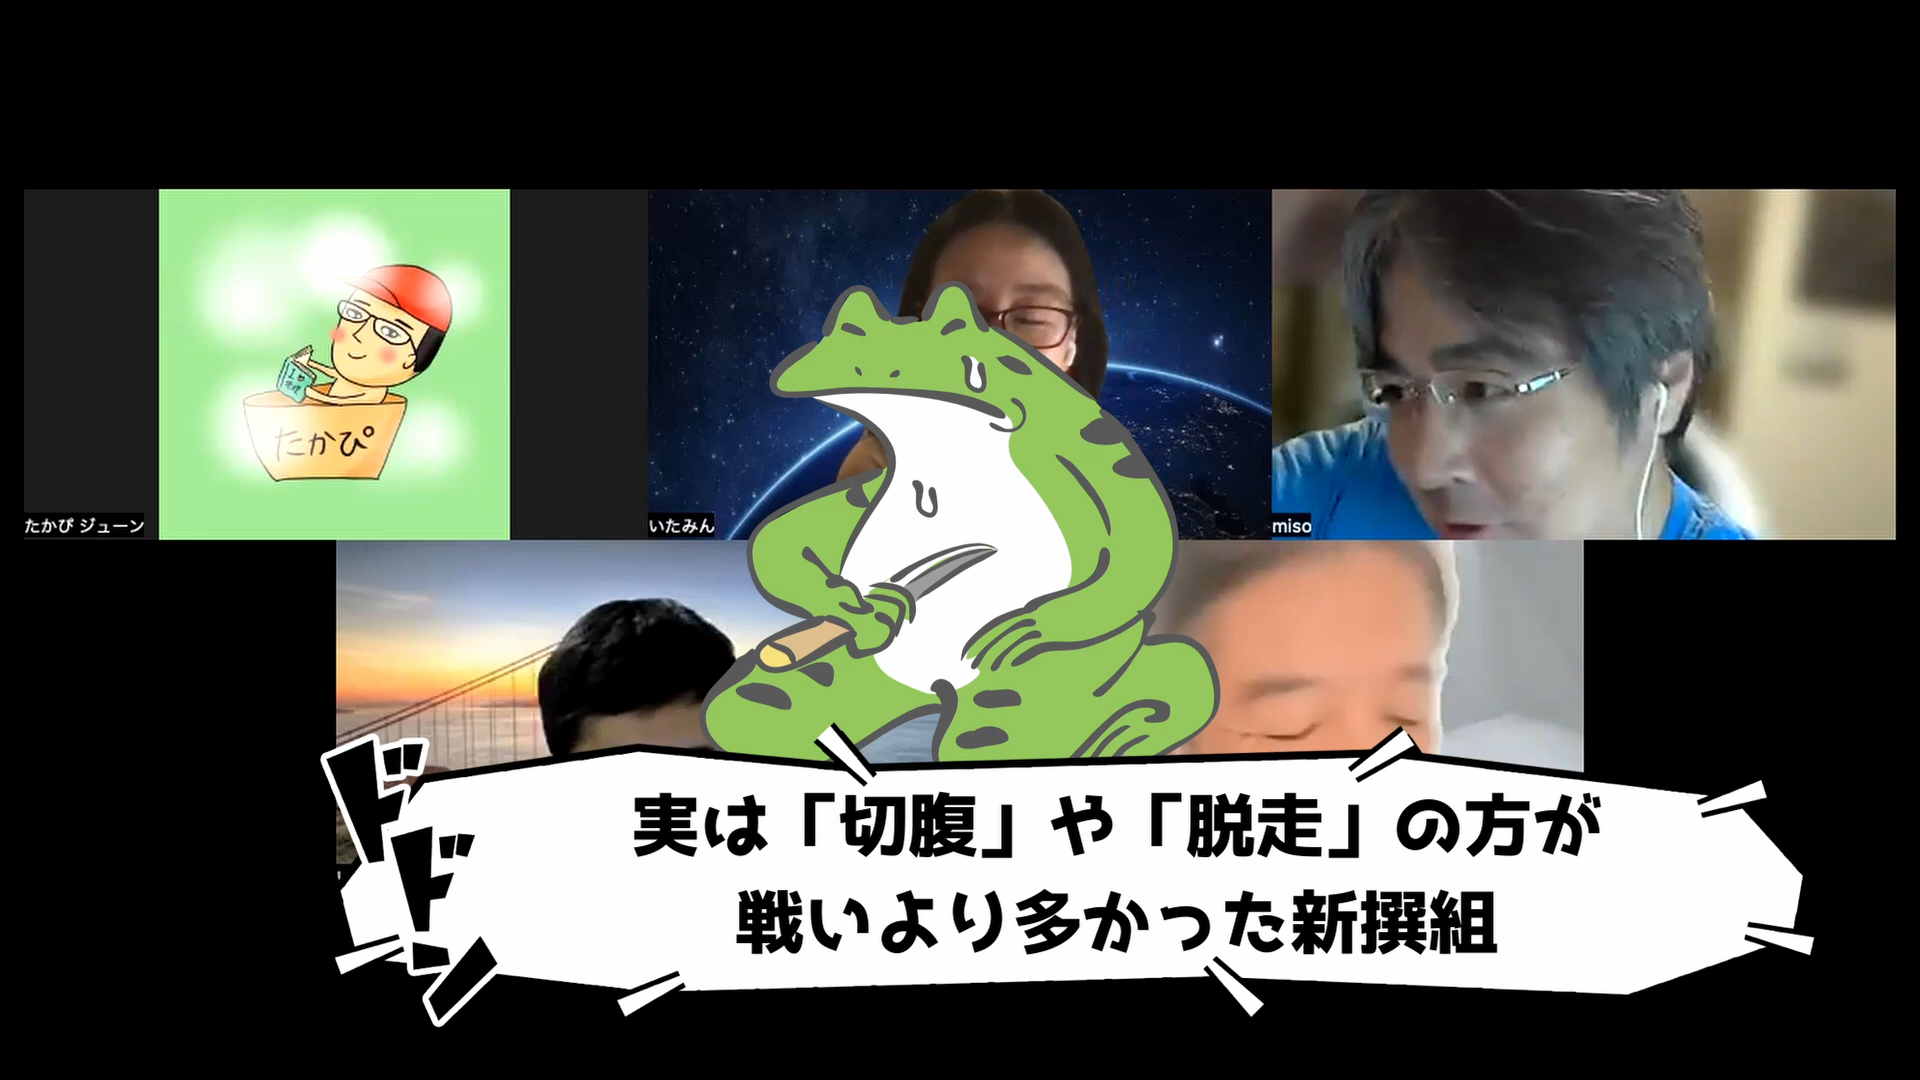 たかぴ
たかぴ ジューン
いたみん
miso
ドドン
実は「切腹」や「脱走」の方が
戦いより多かった新撰組